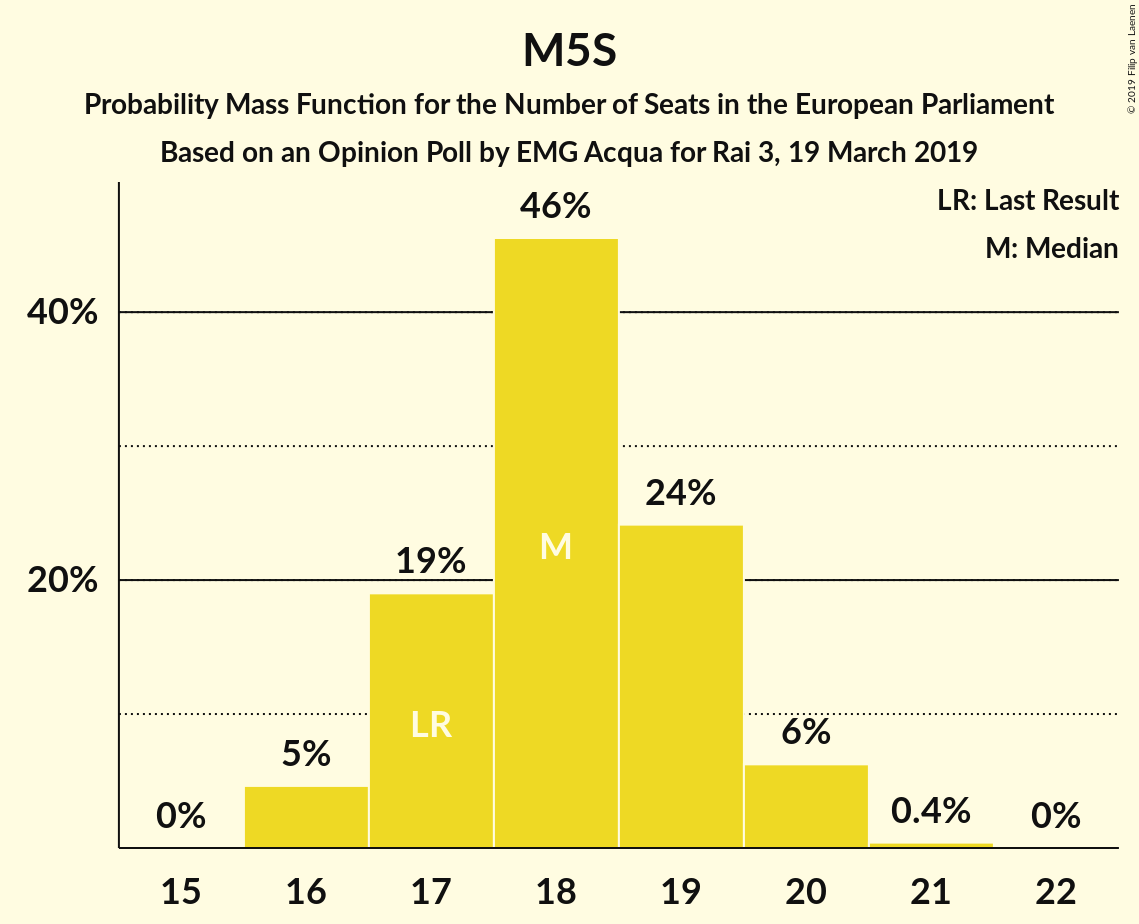 M5S
Probability Mass Function for the Number of Seats in the European Parliament
Based on an Opinion Poll by EMG Acqua for Rai 3, 19 March 2019
© 2019 Filip van Laenen
LR: Last Result
M: Median
46%
40%
24%
M
19%
20%
LR
5%
6%
0%
0.4%
0%
15 16 17 18 19 20 21 22